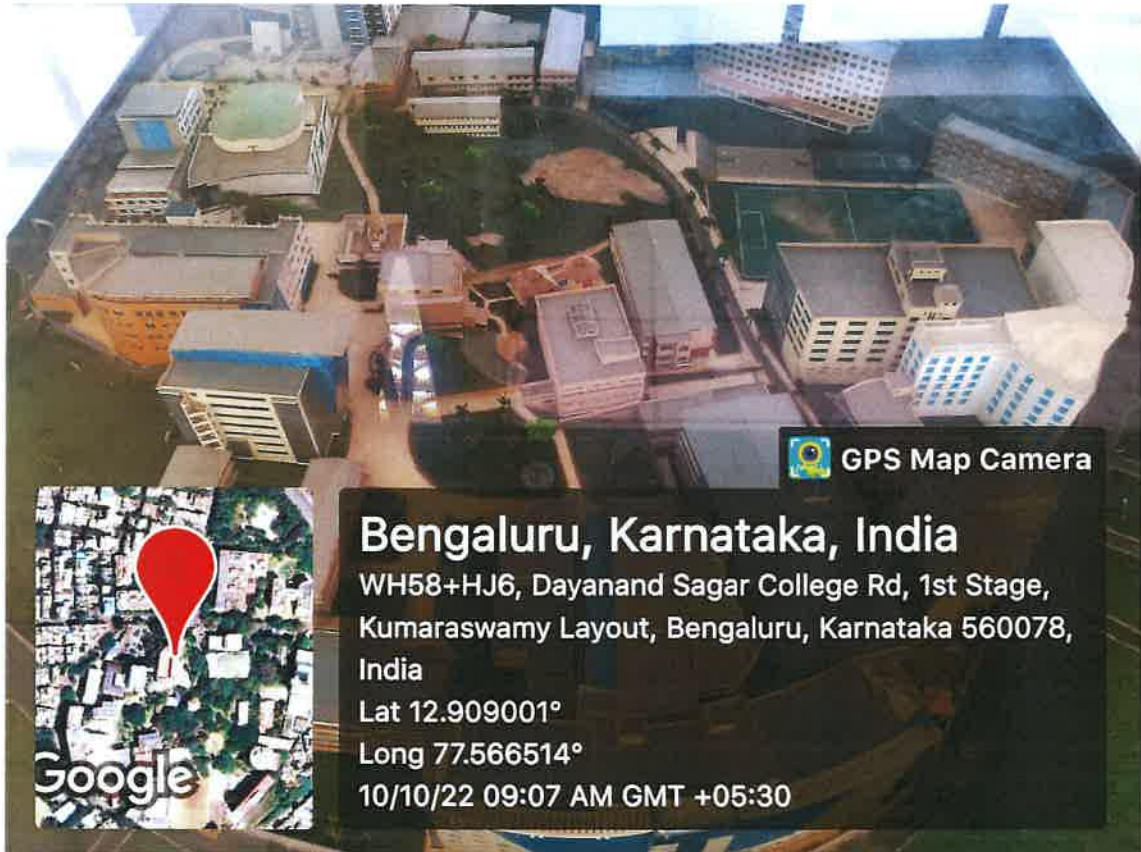 GPS Map Camera
Bengaluru, Karnataka, India
WH58+HJ6, Dayanand Sagar College Rd, 1st Stage,
Kumaraswamy Layout, Bengaluru, Karnataka 560078,
India
Lat 12.909001°
Long 77.566514°
10/10/22 09:07 AM GMT +05:30
Google